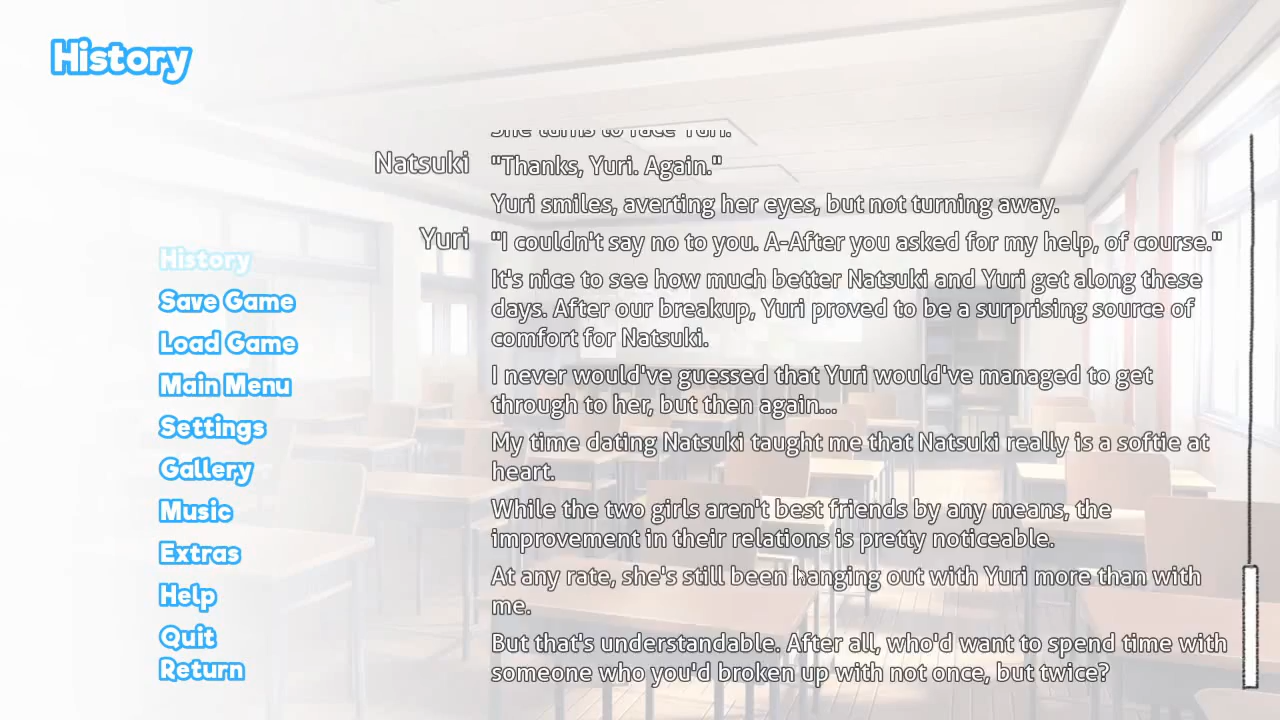 History
She turns to face Yuri.
Natsuki "Thanks, Yuri. Again."
Yuri smiles, averting her eyes, but not turning away.
Yuri "I couldn't say no to you. A-After you asked for my help, of course."
It's nice to see how much better Natsuki and Yuri get along these
days. After our breakup, Yuri proved to be a surprising source of
comfort for Natsuki.
I never would've guessed that Yuri would've managed to get
through to her, but then again...
My time dating Natsuki taught me that Natsuki really is a softie at
heart.
While the two girls aren't best friends by any means, the
improvement in their relations is pretty noticeable.
At any rate, she's still been hanging out with Yuri more than with
me.
But that's understandable. After all, who'd want to spend time with
someone who you'd broken up with not once, but twice?
History
Save Game
Load Game
Main Menu
Settings
Gallery
Music
Extras
Help
Quit
Return